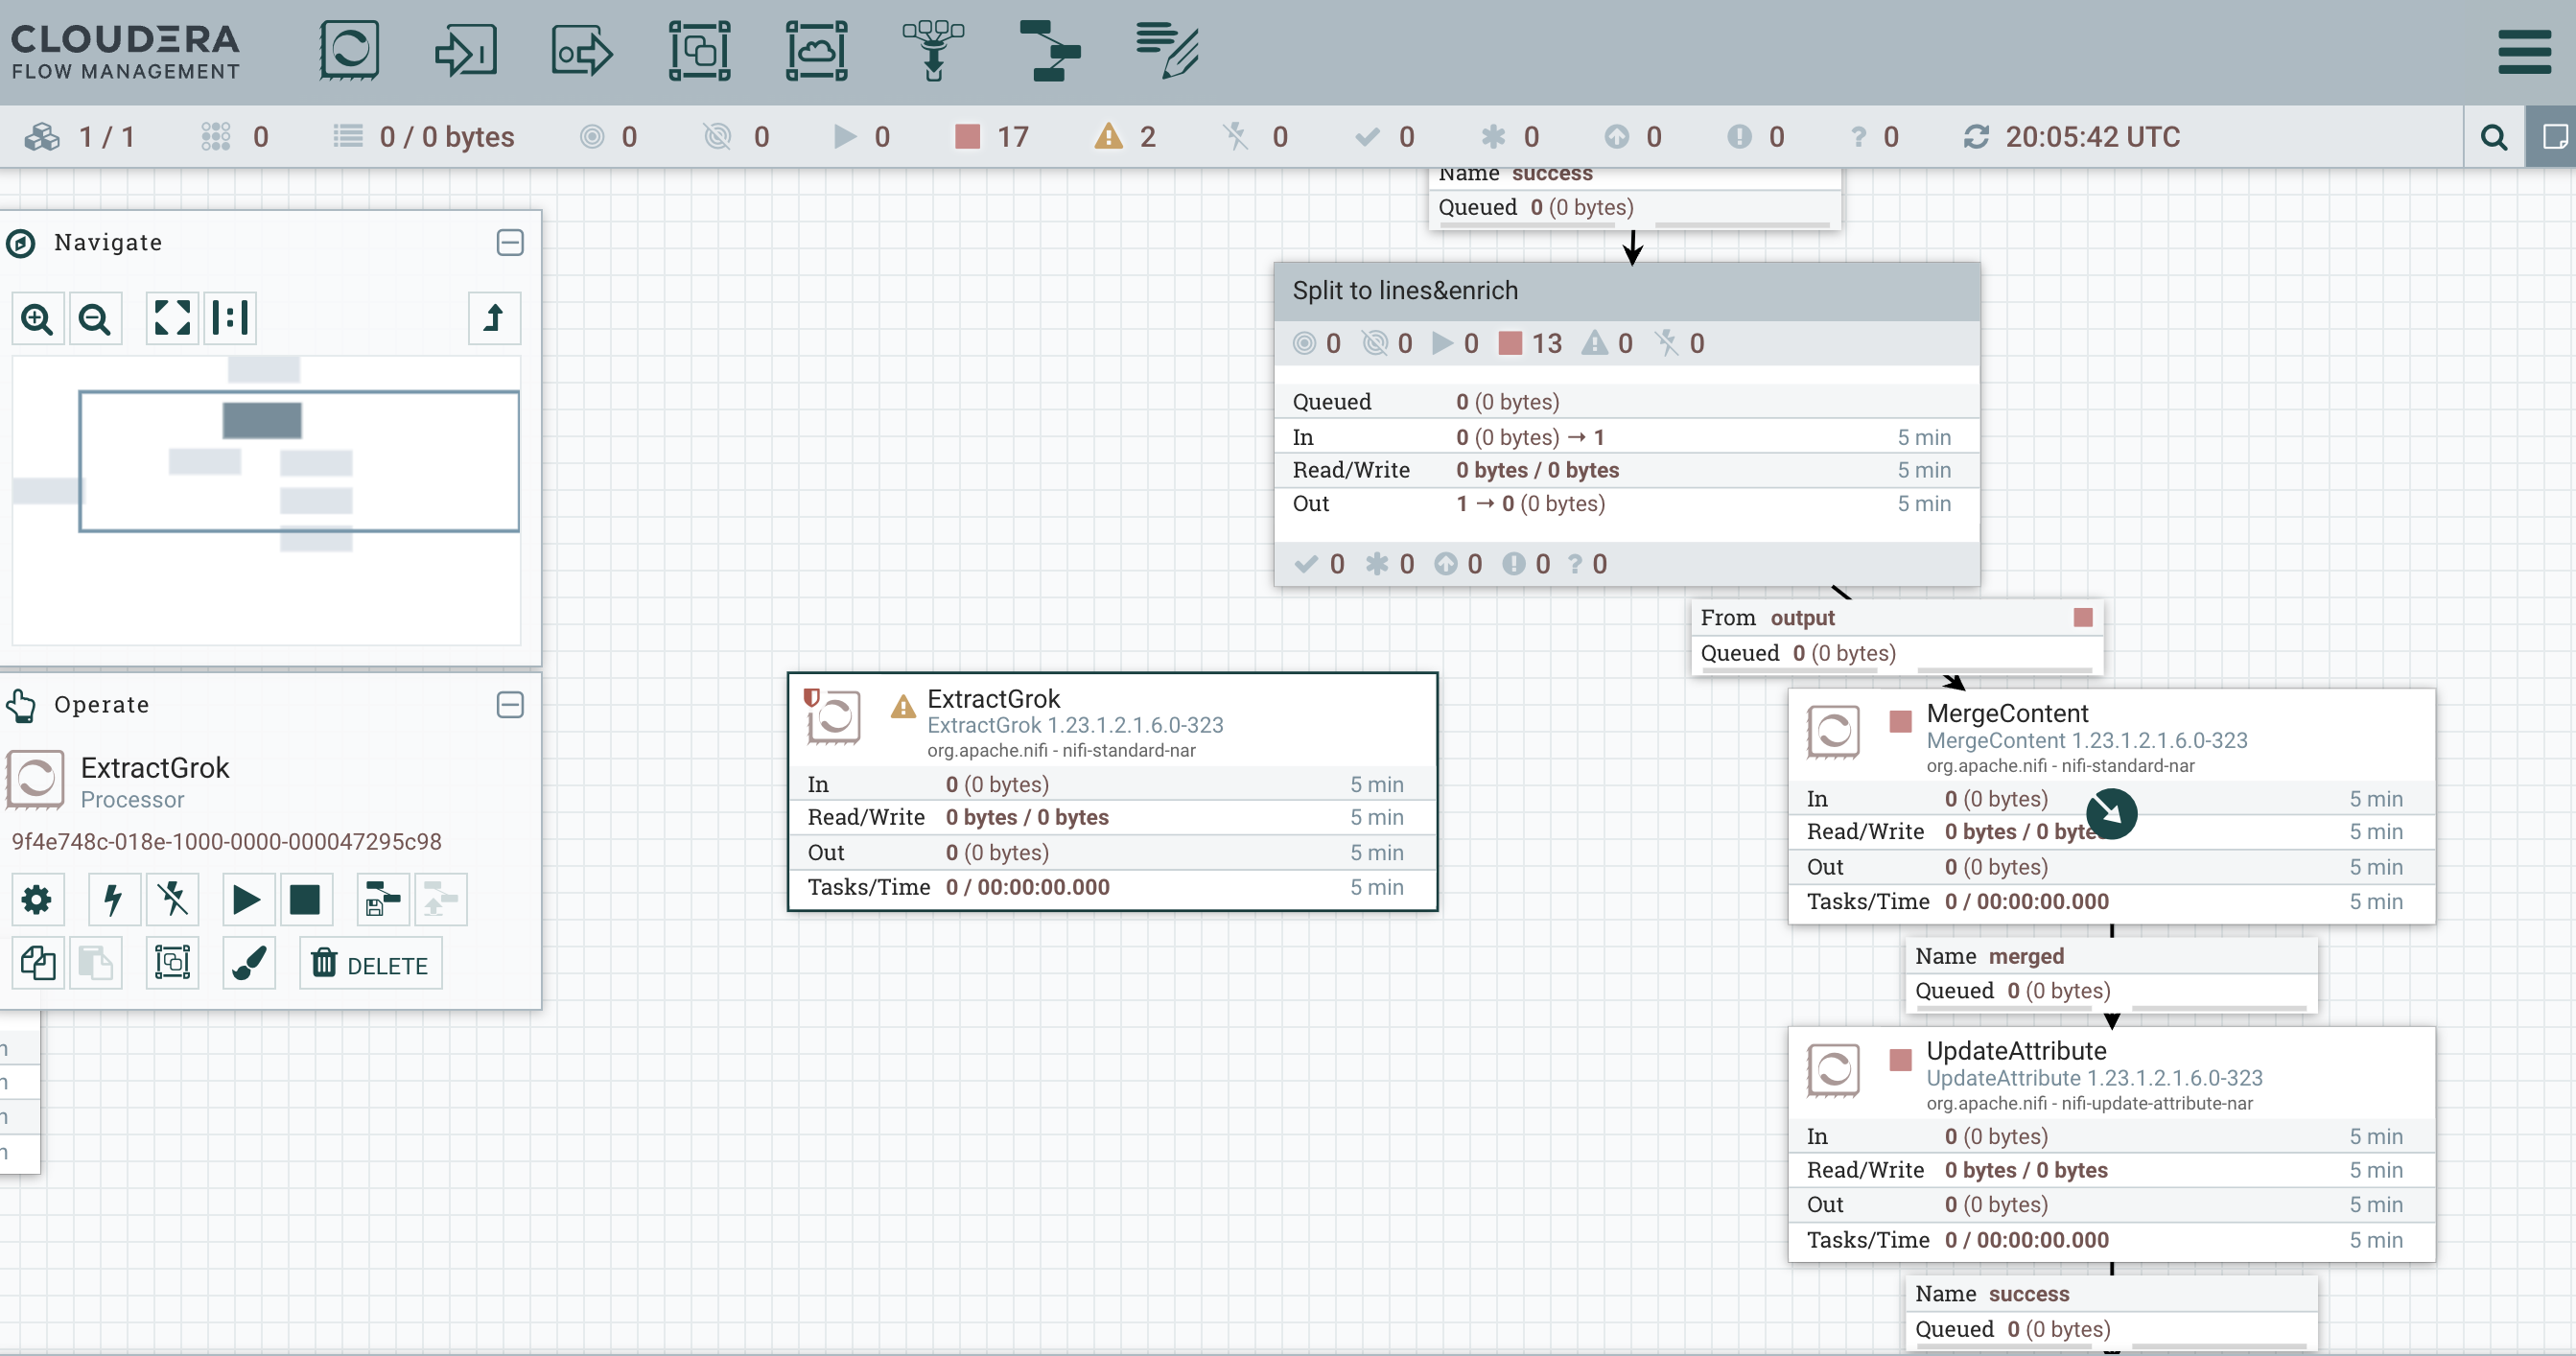 CLOUDERA
FLOW MANAGEMENT
1 / 1 0 0 / 0 bytes 0 0 0 17 2 0 0 0 0 0 ? 0 20:05:42 UTC
Navigate
Name success
Queued 0 (0 bytes)
Split to lines&enrich
0 0 0 13 0 0
Queued 0 (0 bytes)
In 0 (0 bytes) → 1 5 min
Read/Write 0 bytes / 0 bytes 5 min
Out 1 → 0 (0 bytes) 5 min
0 0 0 0 ? 0
From output
Queued 0 (0 bytes)
Operate
ExtractGrok
Processor
9f4e748c-018e-1000-0000-000047295c98
DELETE
ExtractGrok
ExtractGrok 1.23.1.2.1.6.0-323
org.apache.nifi - nifi-standard-nar
In 0 (0 bytes) 5 min
Read/Write 0 bytes / 0 bytes 5 min
Out 0 (0 bytes) 5 min
Tasks/Time 0 / 00:00:00.000 5 min
MergeContent
MergeContent 1.23.1.2.1.6.0-323
org.apache.nifi - nifi-standard-nar
In 0 (0 bytes) 5 min
Read/Write 0 bytes / 0 byte 5 min
Out 0 (0 bytes) 5 min
Tasks/Time 0 / 00:00:00.000 5 min
Name merged
Queued 0 (0 bytes)
UpdateAttribute
UpdateAttribute 1.23.1.2.1.6.0-323
org.apache.nifi - nifi-update-attribute-nar
In 0 (0 bytes) 5 min
Read/Write 0 bytes / 0 bytes 5 min
Out 0 (0 bytes) 5 min
Tasks/Time 0 / 00:00:00.000 5 min
Name success
Queued 0 (0 bytes)